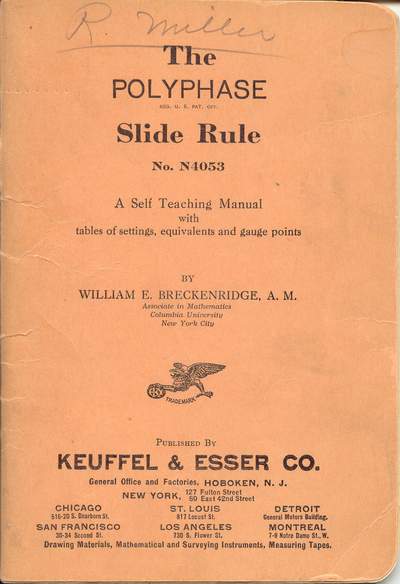 R. Miller
The
POLYPHASE
REG. U. S. PAT. OFF.
Slide Rule
No. N4053
A Self Teaching Manual
with
tables of settings, equivalents and gauge points
BY
WILLIAM E. BRECKENRIDGE, A. M.
Associate in Mathematics
Columbia University
New York City
TRADEMARK
PUBLISHED BY
KEUFFEL & ESSER CO.
General Office and Factories, HOBOKEN, N. J.
NEW YORK, 127 Fulton Street
60 East 42nd Street
CHICAGO ST. LOUIS DETROIT
516-20 S. Dearborn St. 817 Locust St. General Motors Building.
SAN FRANCISCO LOS ANGELES MONTREAL
30-34 Second St. 730 S. Flower St. 7-9 Notre Dame St., W.
Drawing Materials, Mathematical and Surveying Instruments, Measuring Tapes.